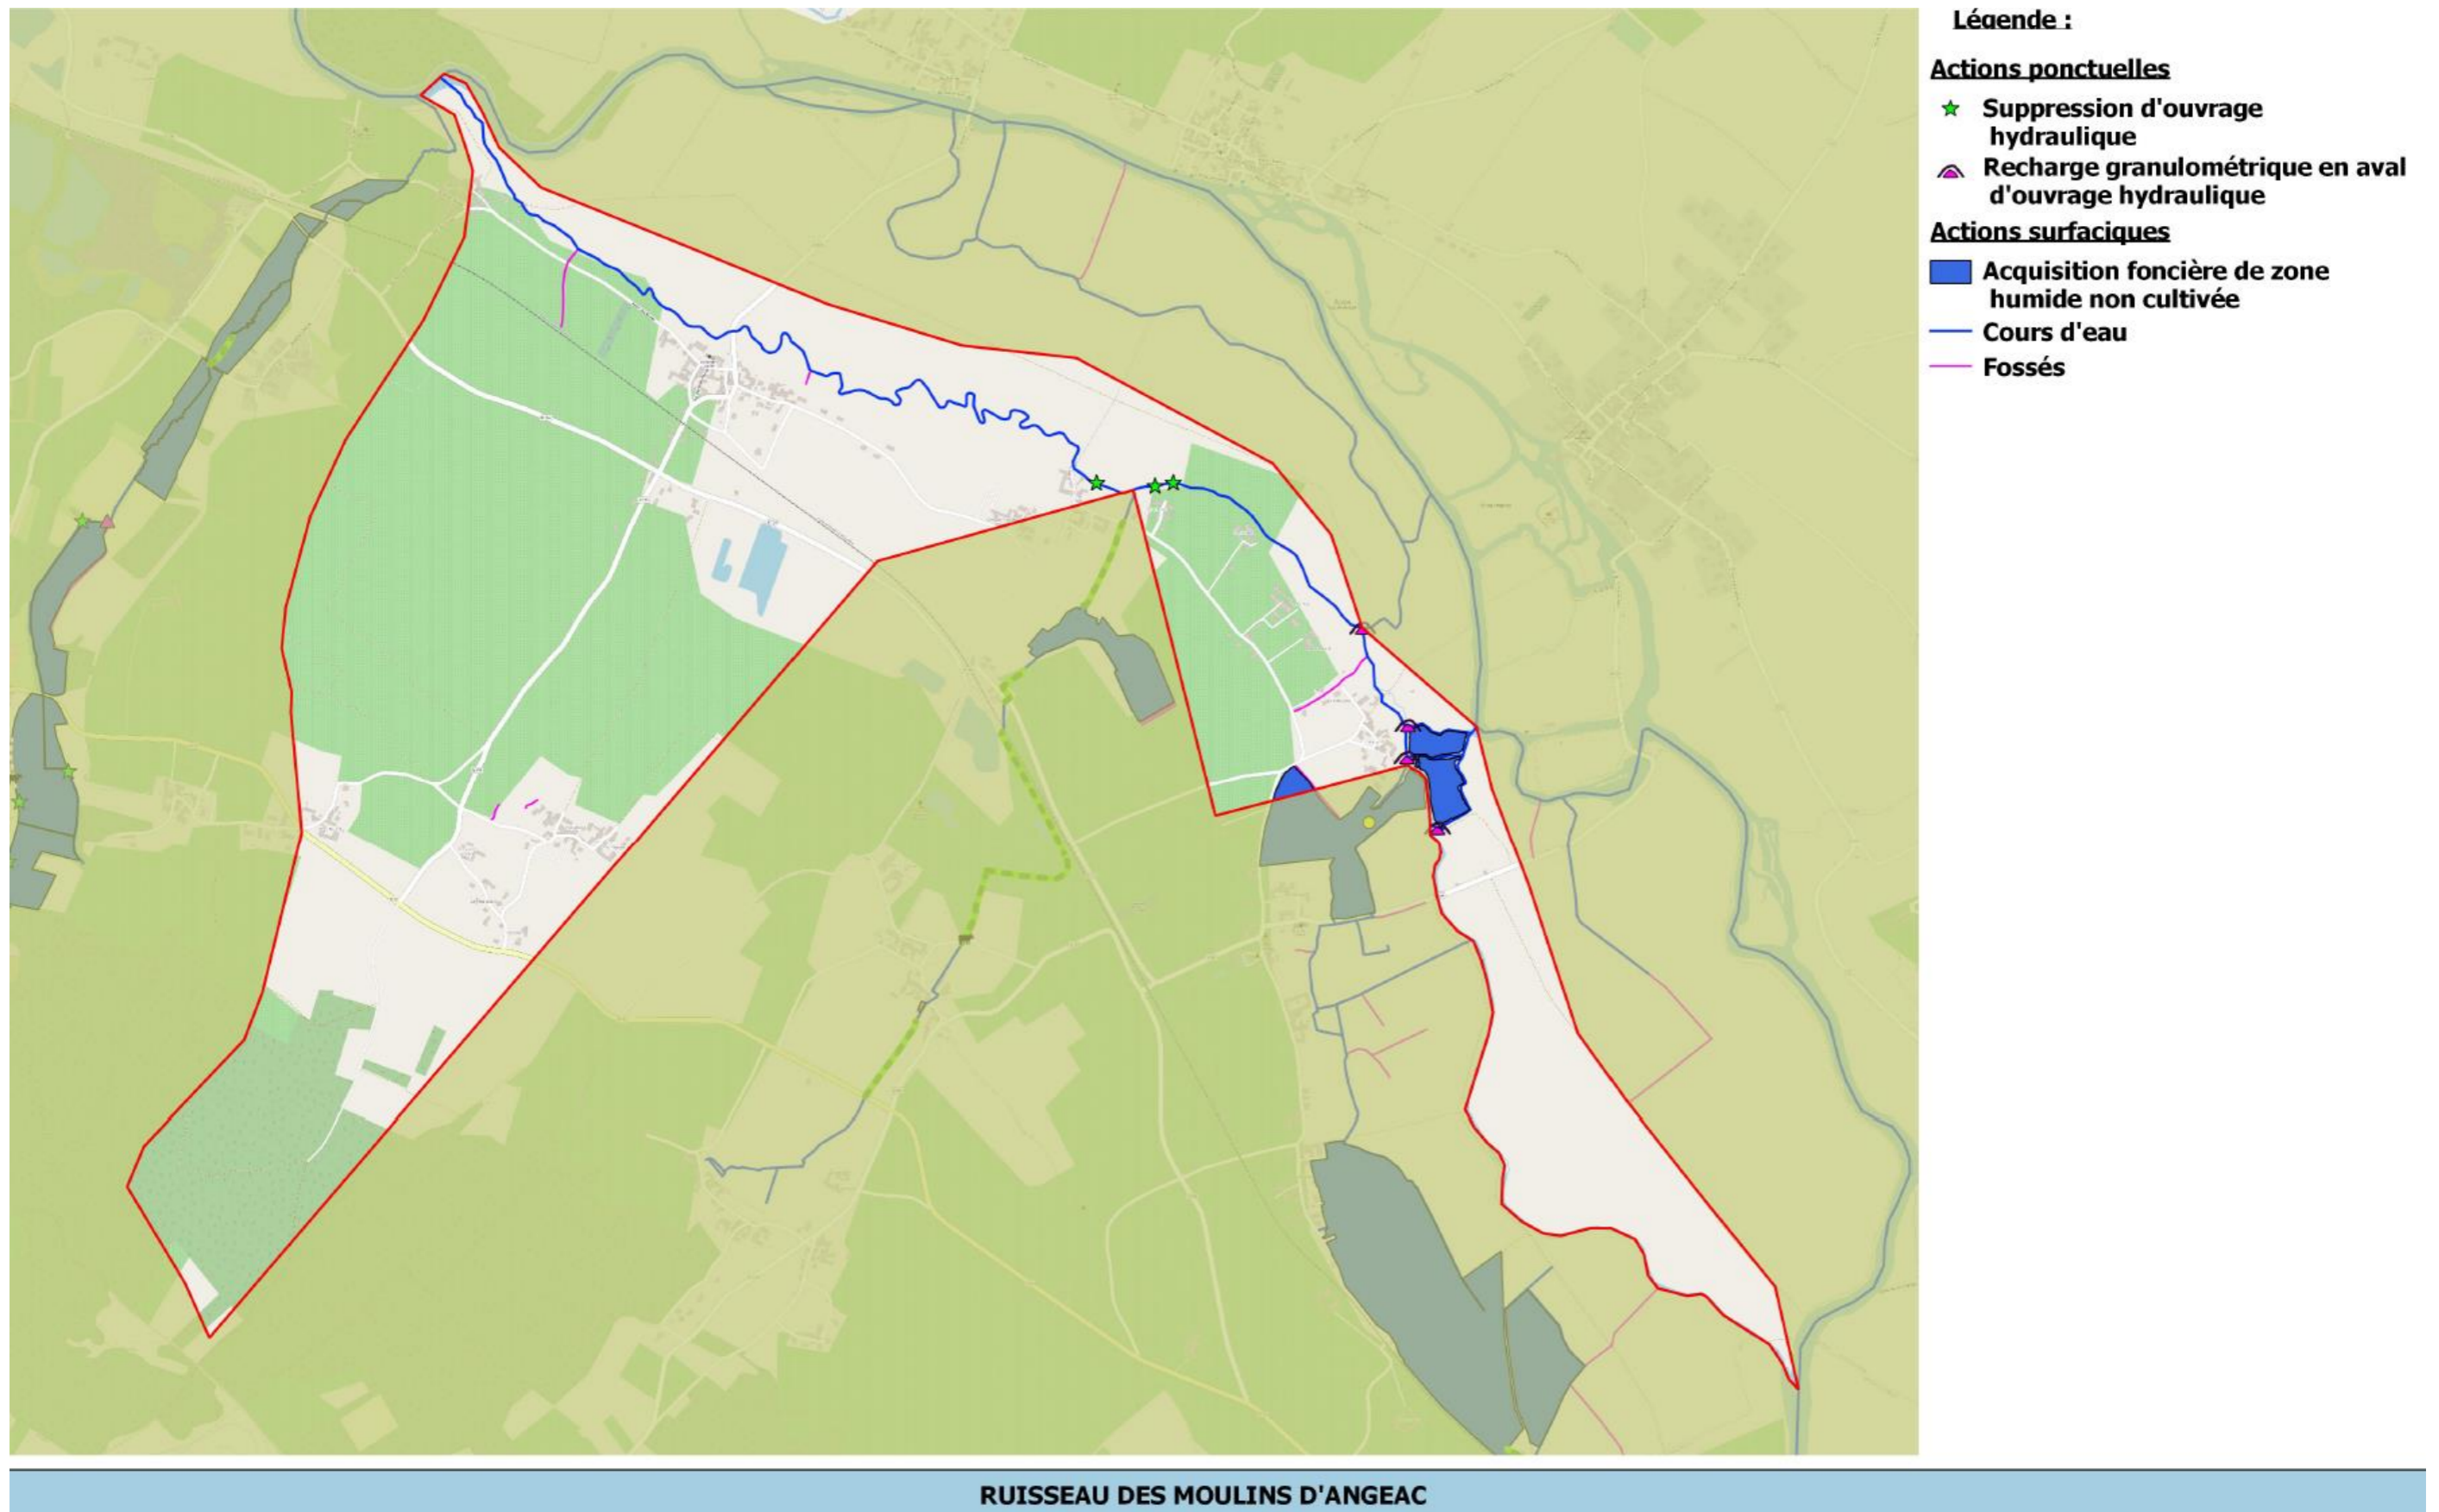 Légende :
Actions ponctuelles
Suppression d'ouvrage
hydraulique
Recharge granulométrique en aval
d'ouvrage hydraulique
Actions surfaciques
Acquisition foncière de zone
humide non cultivée
Cours d'eau
Fossés
RUISSEAU DES MOULINS D'ANGEAC